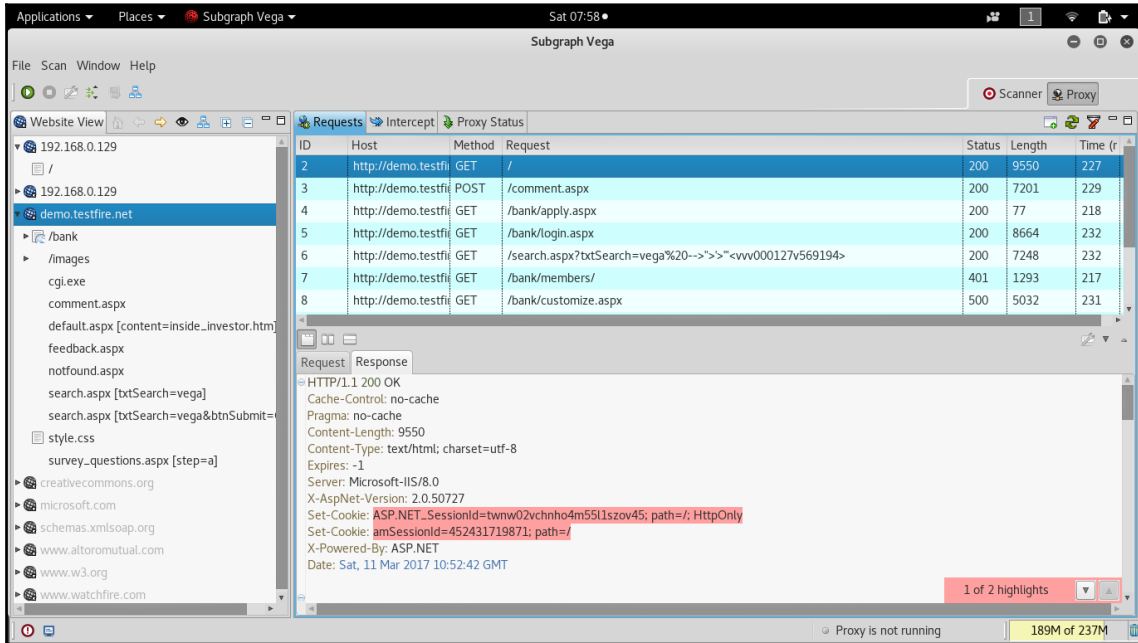 Applications Places Subgraph Vega Sat 07:58 1
Subgraph Vega
File Scan Window Help
Scanner Proxy
Website View
192.168.0.129
/
192.168.0.129
demo.testfire.net
/bank
/images
cgi.exe
comment.aspx
default.aspx [content=inside_investor.htm]
feedback.aspx
notfound.aspx
search.aspx [txtSearch=vega]
search.aspx [txtSearch=vega&btnSubmit=
style.css
survey_questions.aspx [step=a]
creativecommons.org
microsoft.com
schemas.xmlsoap.org
www.altoromutual.com
www.w3.org
www.watchfire.com
Requests Intercept Proxy Status
ID Host Method Request Status Length Time (r
2 http://demo.testfi GET / 200 9550 227
3 http://demo.testfi POST /comment.aspx 200 7201 229
4 http://demo.testfi GET /bank/apply.aspx 200 77 218
5 http://demo.testfi GET /bank/login.aspx 200 8664 232
6 http://demo.testfi GET /search.aspx?txtSearch=vega'%20-->">'>'"<vvv000127v569194> 200 7248 232
7 http://demo.testfi GET /bank/members/ 401 1293 217
8 http://demo.testfi GET /bank/customize.aspx 500 5032 231
Request Response
HTTP/1.1 200 OK
Cache-Control: no-cache
Pragma: no-cache
Content-Length: 9550
Content-Type: text/html; charset=utf-8
Expires: -1
Server: Microsoft-IIS/8.0
X-AspNet-Version: 2.0.50727
Set-Cookie: ASP.NET_SessionId=twnw02vchnho4m55l1szov45; path=/; HttpOnly
Set-Cookie: amSessionId=452431719871; path=/
X-Powered-By: ASP.NET
Date: Sat, 11 Mar 2017 10:52:42 GMT
1 of 2 highlights
Proxy is not running 189M of 237M